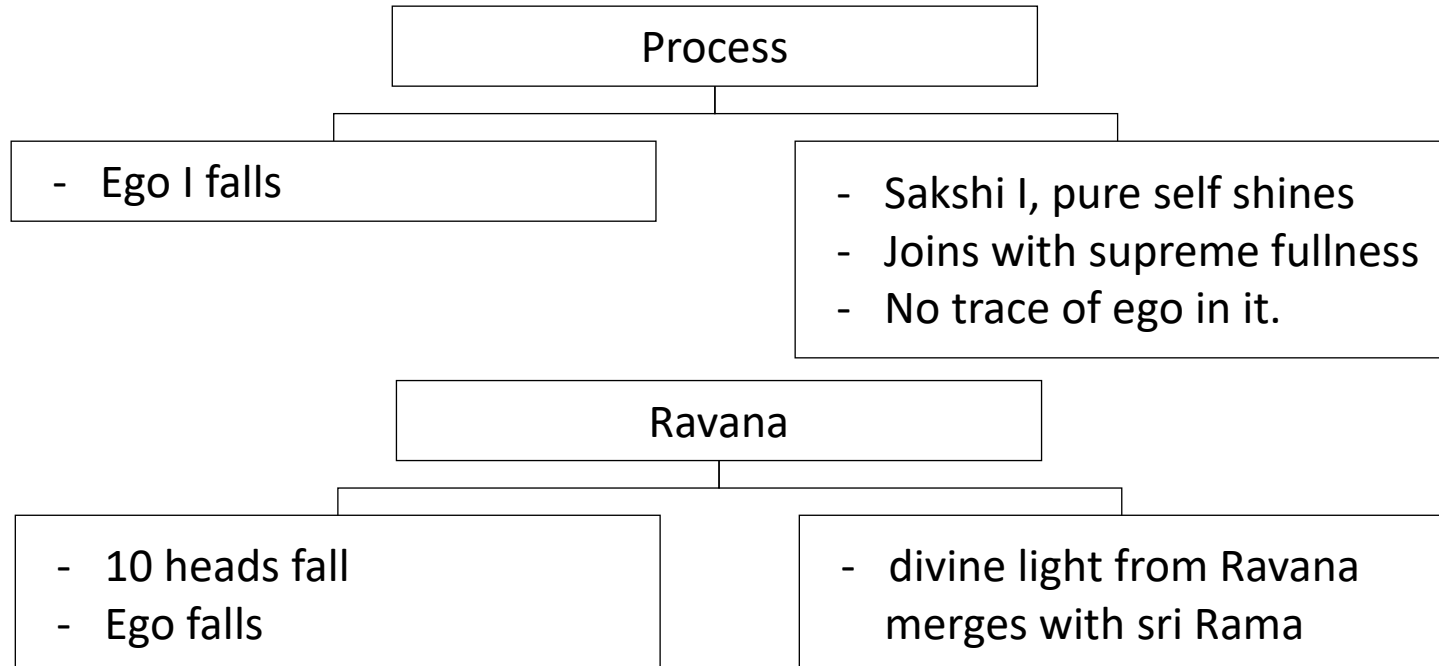 Process
- Ego I falls
- Sakshi I, pure self shines
- Joins with supreme fullness
- No trace of ego in it.
Ravana
- 10 heads fall
- Ego falls
- divine light from Ravana
merges with sri Rama